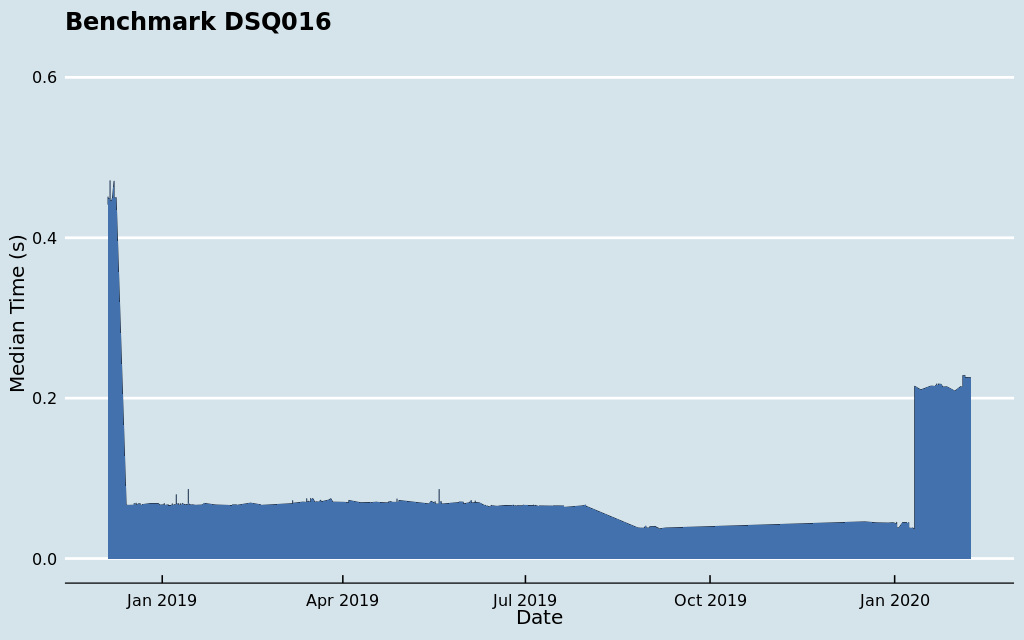 Benchmark DSQ016
Median Time (s)
0.6
0.4
0.2
0.0
Jan 2019
Apr 2019
Jul 2019
Oct 2019
Jan 2020
Date